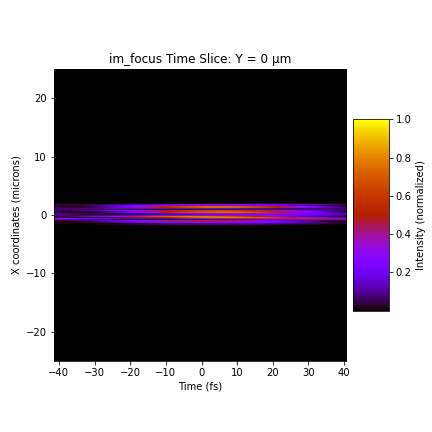 im_focus Time Slice: Y = 0 μm
X coordinates (microns)
20
10
0
−10
−20
−40 −30 −20 −10 0 10 20 30 40
Time (fs)
1.0
0.8
0.6
0.4
0.2
Intensity (normalized)